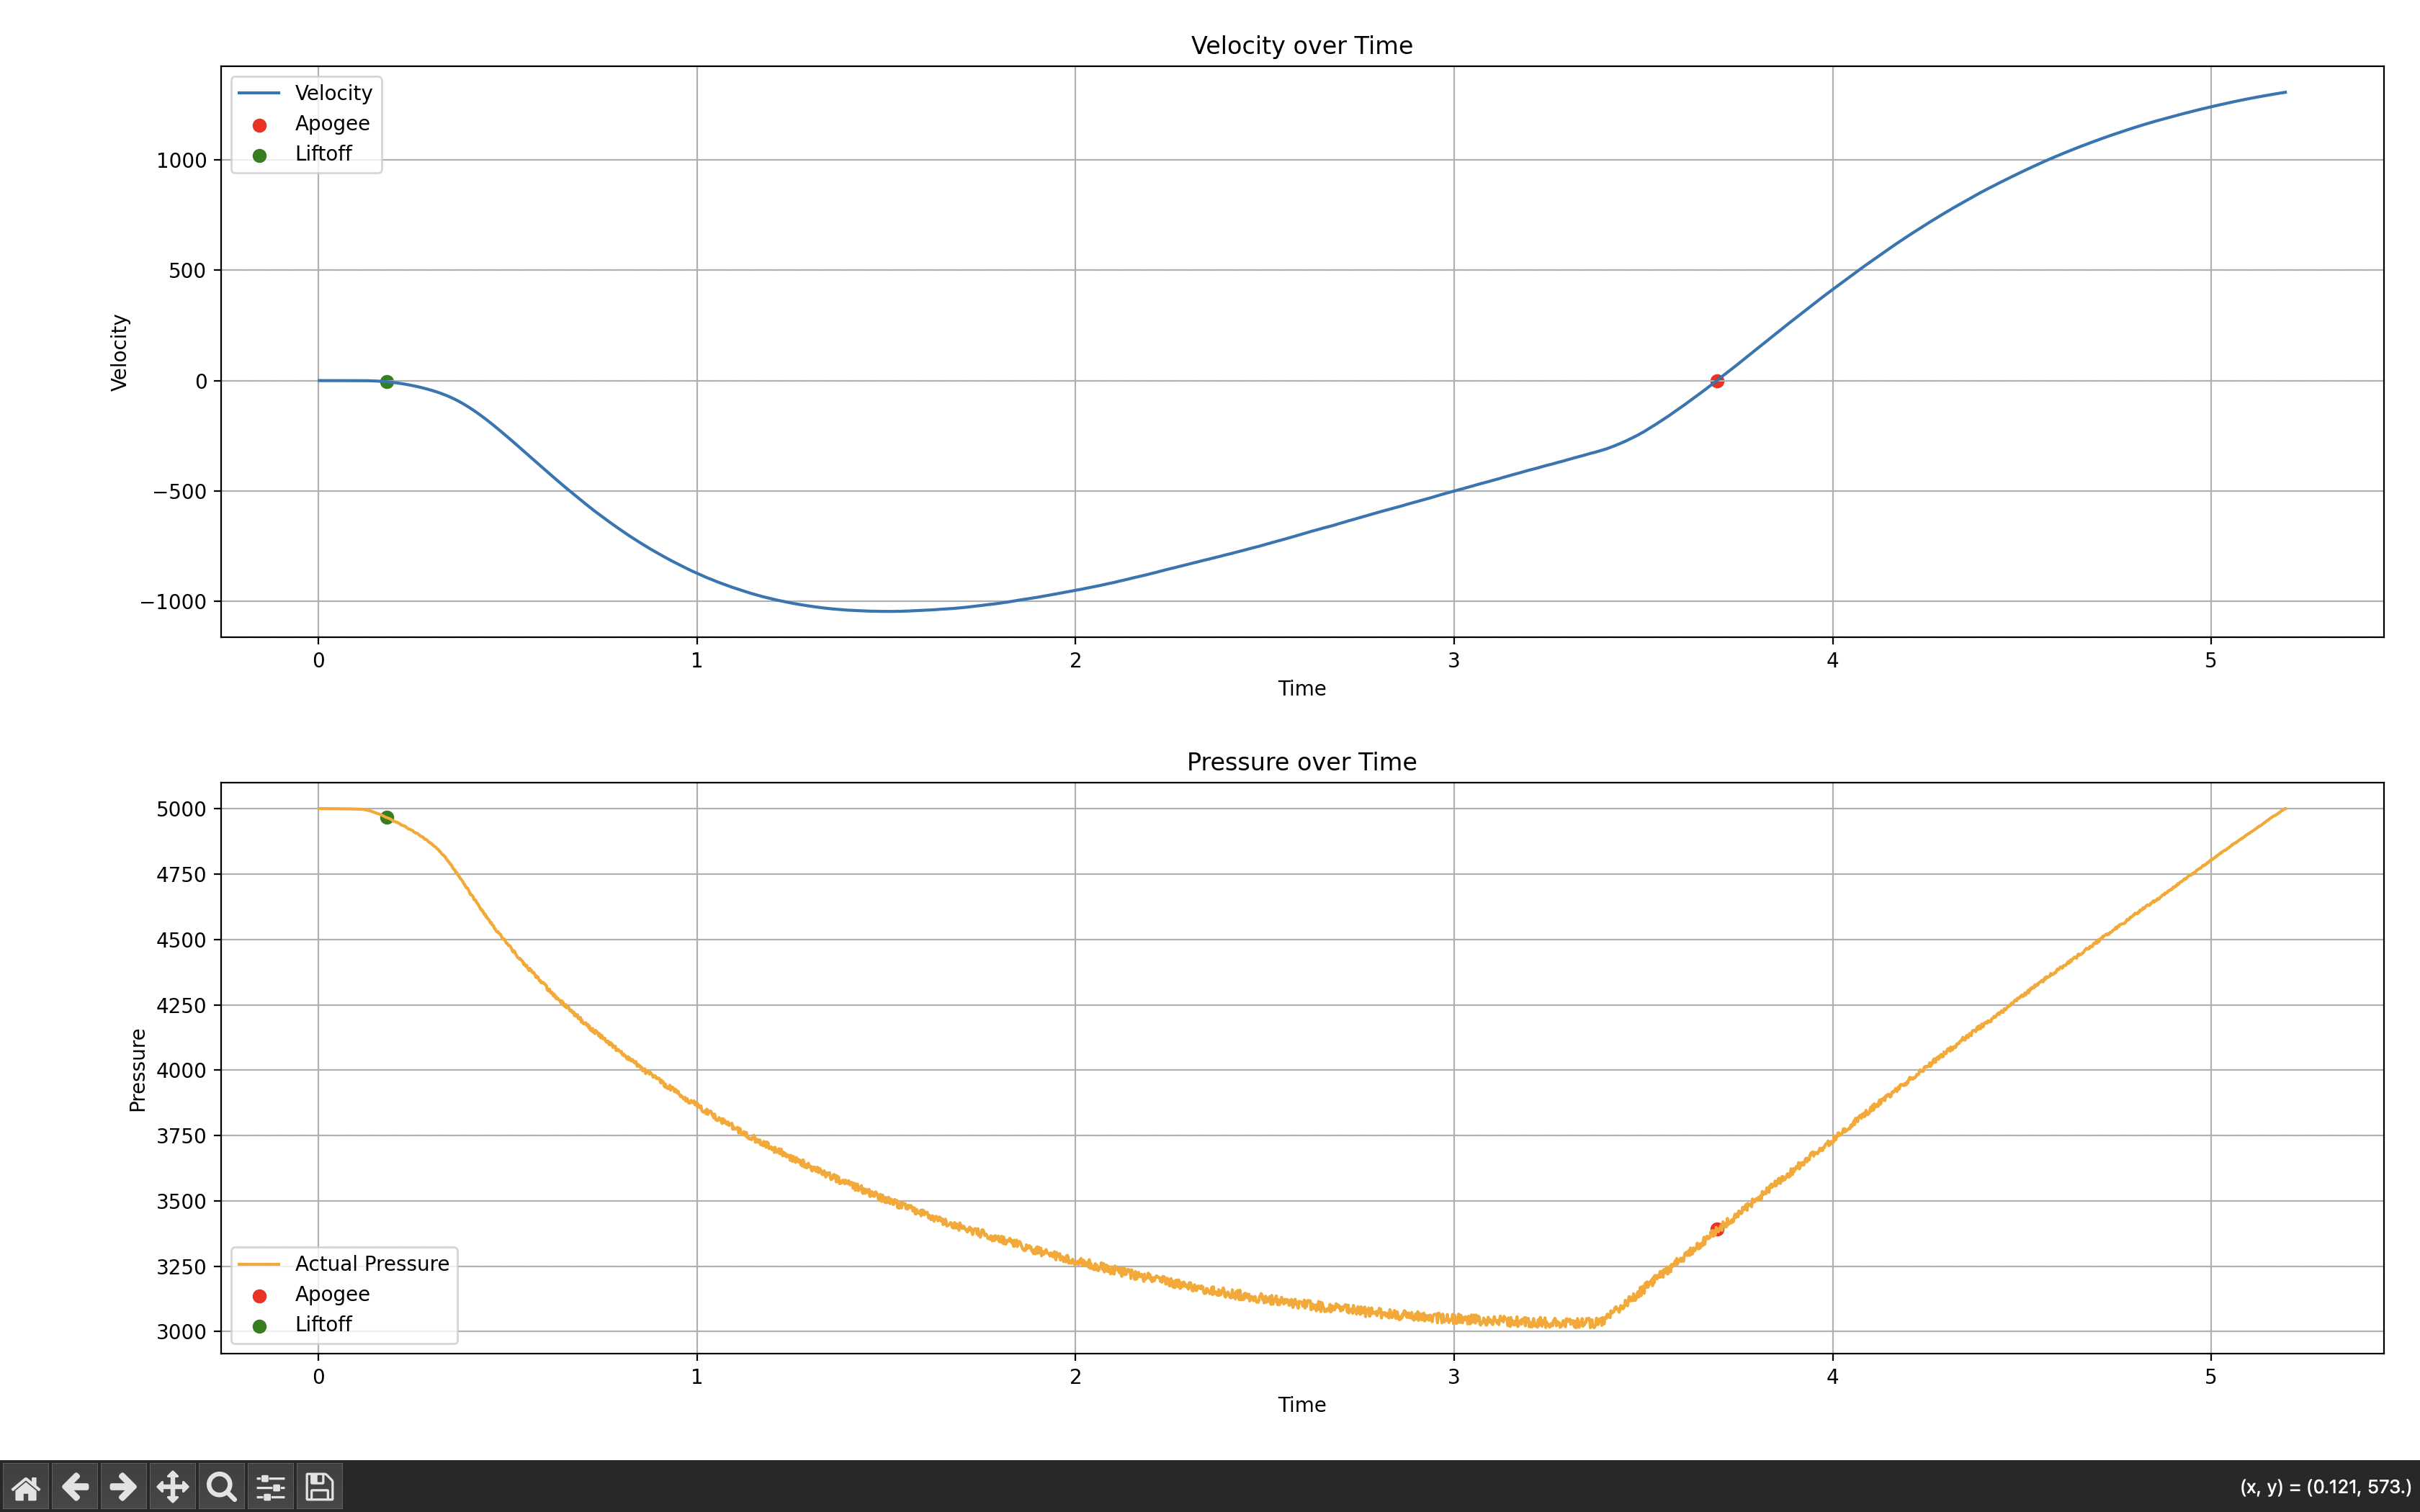 Velocity over Time
Velocity
Apogee
Liftoff
1000
500
0
−500
−1000
Velocity
0 1 2 3 4 5
Time
Pressure over Time
5000
4750
4500
4250
4000
3750
3500
3250
3000
Pressure
Actual Pressure
Apogee
Liftoff
0 1 2 3 4 5
Time
(x, y) = (0.121, 573.)